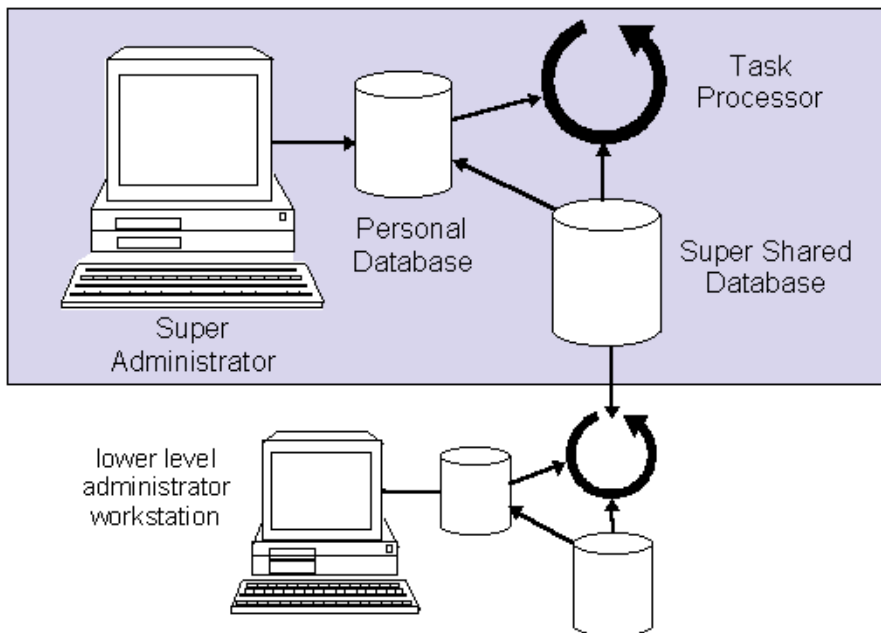 Task
Processor
Personal
Database
Super Shared
Database
Super
Administrator
lower level
administrator
workstation